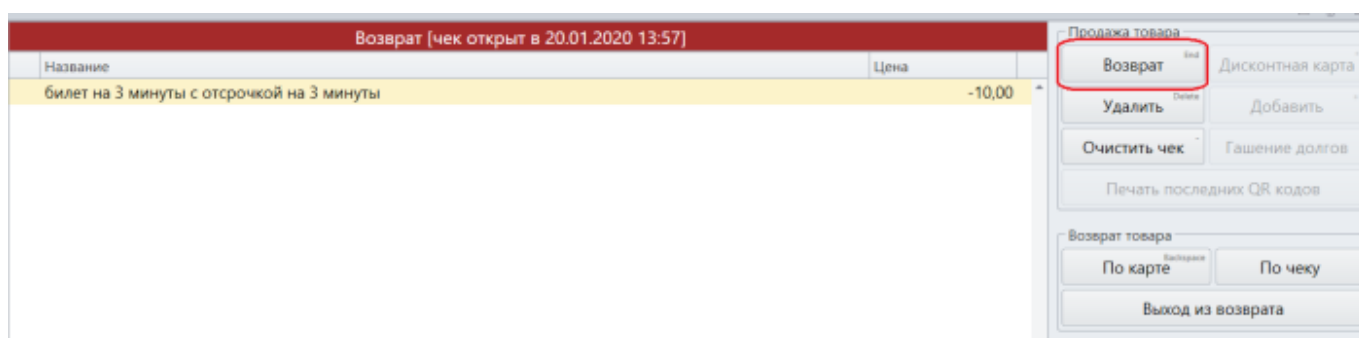 Возврат [чек открыт в 20.01.2020 13:57]
Название Цена
билет на 3 минуты с отсрочкой на 3 минуты -10,00
Продажа товара
Возврат End Дисконтная карта
Удалить Delete Добавить
Очистить чек Гашение долгов
Печать последних QR кодов
Возврат товара
По карте Backspace По чеку
Выход из возврата